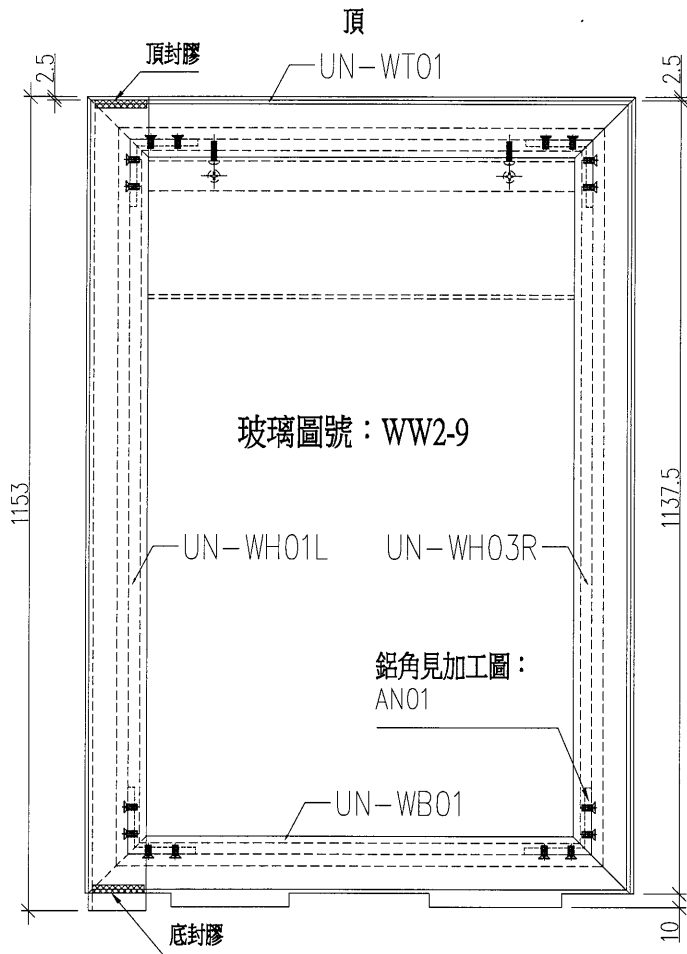 頂
頂封膠
UN-WT01
2.5
2.5
玻璃圖號：WW2-9
1153
1137.5
UN-WH01L
UN-WH03R
鋁角見加工圖：
AN01
UN-WB01
底封膠
10